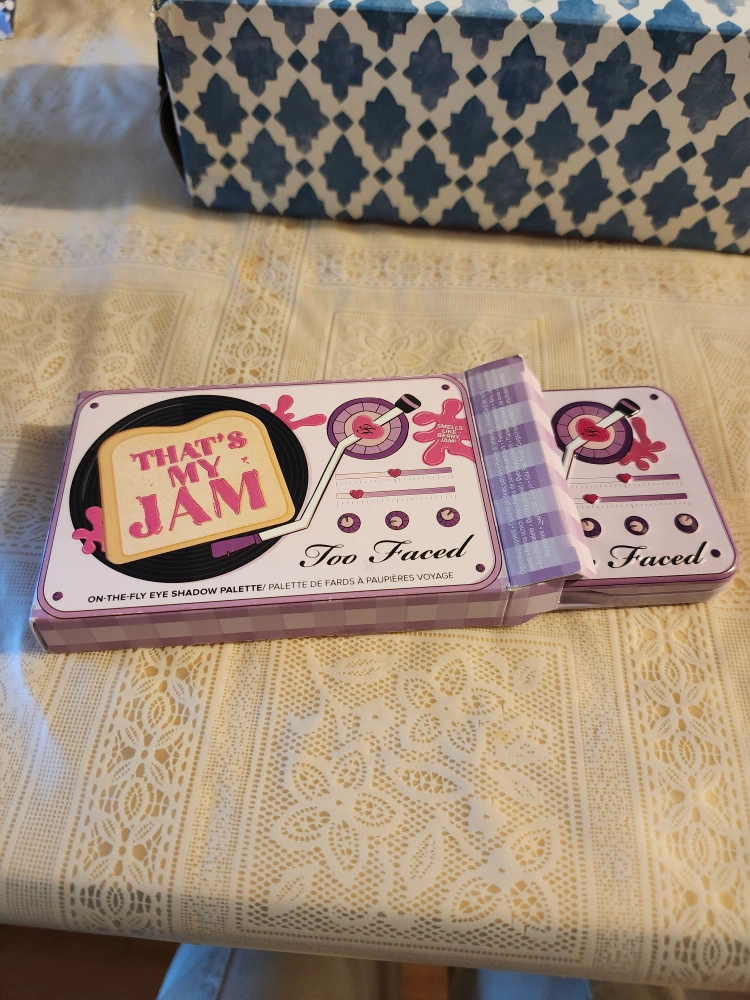 THAT'S
MY
JAM
SMELLS
LIKE
BERRY
JAM!
Too Faced
ON-THE-FLY EYE SHADOW PALETTE/ PALETTE DE FARDS À PAUPIÈRES VOYAGE
Faced